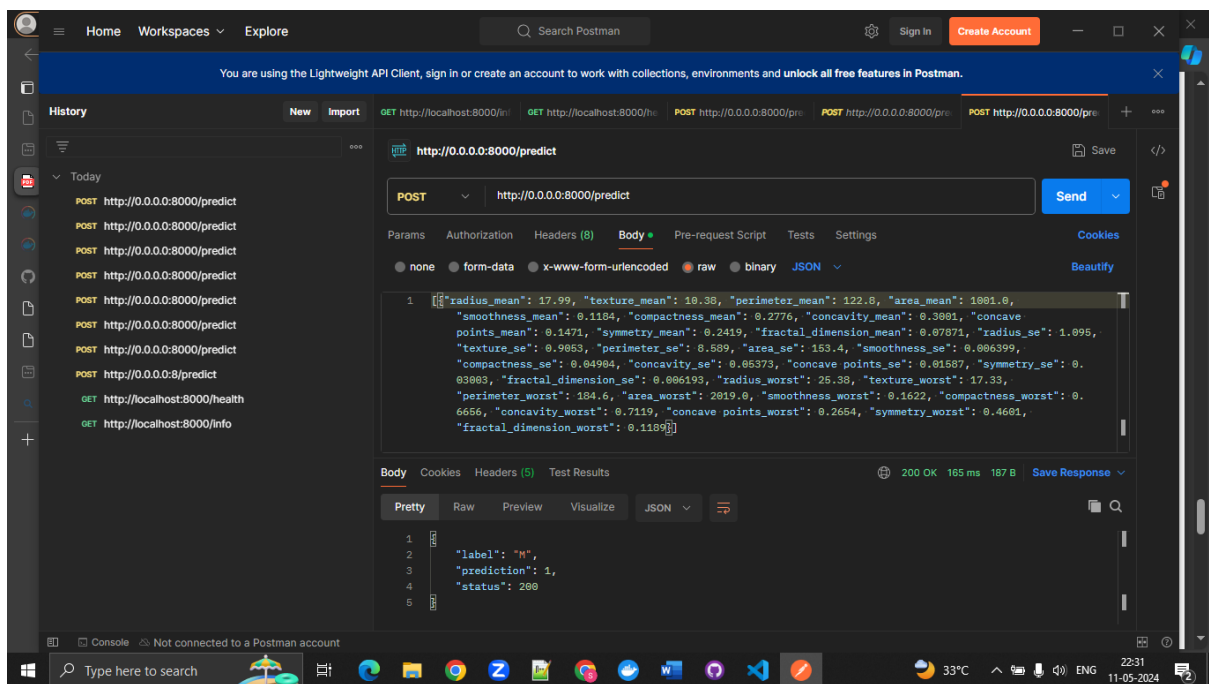 Home Workspaces Explore Search Postman Sign In Create Account
You are using the Lightweight API Client, sign in or create an account to work with collections, environments and unlock all free features in Postman.
History New Import
GET http://localhost:8000/inf GET http://localhost:8000/he POST http://0.0.0.0:8000/pre POST http://0.0.0.0:8000/pre POST http://0.0.0.0:8000/pre
HTTP http://0.0.0.0:8000/predict Save
Today
POST http://0.0.0.0:8000/predict
POST http://0.0.0.0:8000/predict
POST http://0.0.0.0:8000/predict
POST http://0.0.0.0:8000/predict
POST http://0.0.0.0:8000/predict
POST http://0.0.0.0:8000/predict
POST http://0.0.0.0:8000/predict
POST http://0.0.0.0:8/predict
GET http://localhost:8000/health
GET http://localhost:8000/info
POST http://0.0.0.0:8000/predict Send
Params Authorization Headers (8) Body Pre-request Script Tests Settings Cookies
none form-data x-www-form-urlencoded raw binary JSON Beautify
1 [{"radius_mean": 17.99, "texture_mean": 10.38, "perimeter_mean": 122.8, "area_mean": 1001.0,
"smoothness_mean": 0.1184, "compactness_mean": 0.2776, "concavity_mean": 0.3001, "concave
points_mean": 0.1471, "symmetry_mean": 0.2419, "fractal_dimension_mean": 0.07871, "radius_se": 1.095,
"texture_se": 0.9053, "perimeter_se": 8.589, "area_se": 153.4, "smoothness_se": 0.006399,
"compactness_se": 0.04904, "concavity_se": 0.05373, "concave points_se": 0.01587, "symmetry_se": 0.
03003, "fractal_dimension_se": 0.006193, "radius_worst": 25.38, "texture_worst": 17.33,
"perimeter_worst": 184.6, "area_worst": 2019.0, "smoothness_worst": 0.1622, "compactness_worst": 0.
6656, "concavity_worst": 0.7119, "concave points_worst": 0.2654, "symmetry_worst": 0.4601,
"fractal_dimension_worst": 0.1189}]
Body Cookies Headers (5) Test Results 200 OK 165 ms 187 B Save Response
Pretty Raw Preview Visualize JSON
1 {
2 "label": "M",
3 "prediction": 1,
4 "status": 200
5 }
Console Not connected to a Postman account
Type here to search 33°C ENG 22:31
11-05-2024 2